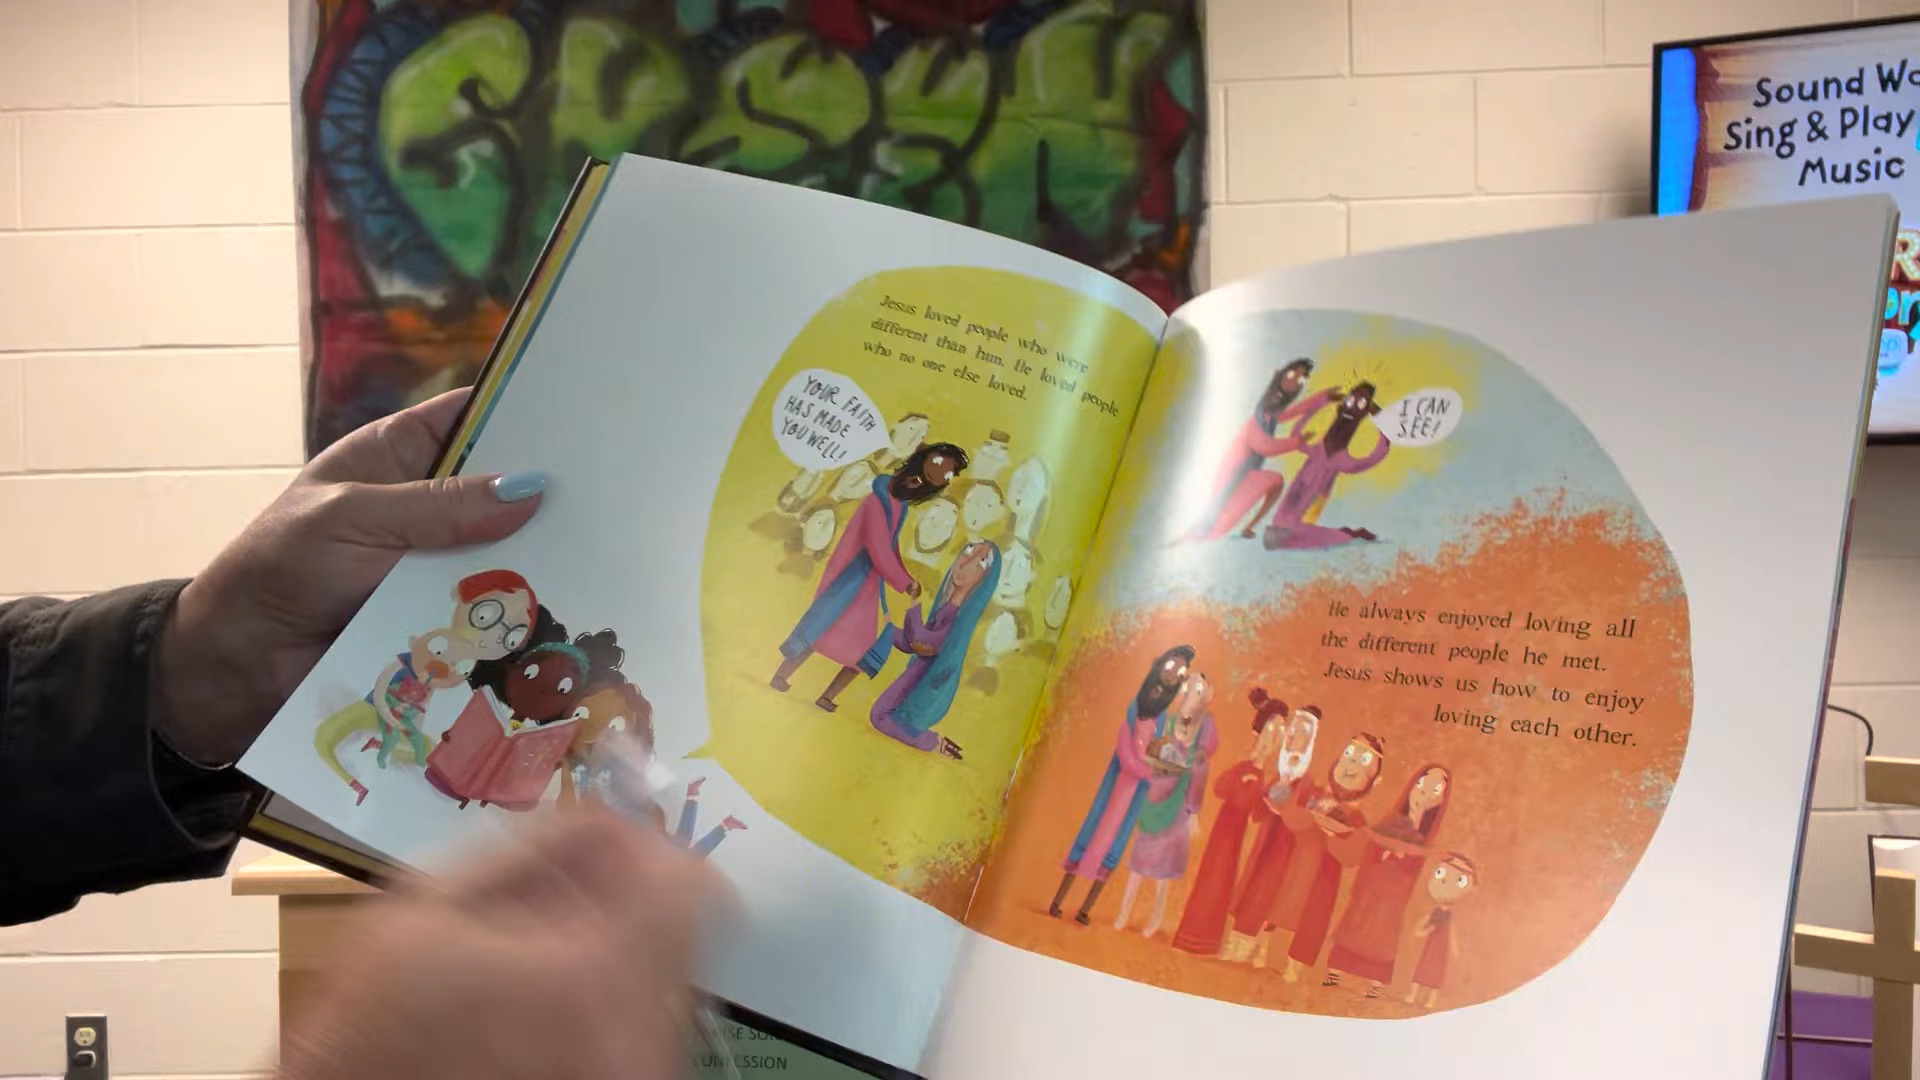 CHSEN
Sound Wo
Sing & Play
Music
Jesus loved people who were
different than him. He loved people
who no one else loved.
YOUR FAITH
HAS MADE
YOU WELL!
I CAN
SEE!
He always enjoyed loving all
the different people he met.
Jesus shows us how to enjoy
loving each other.